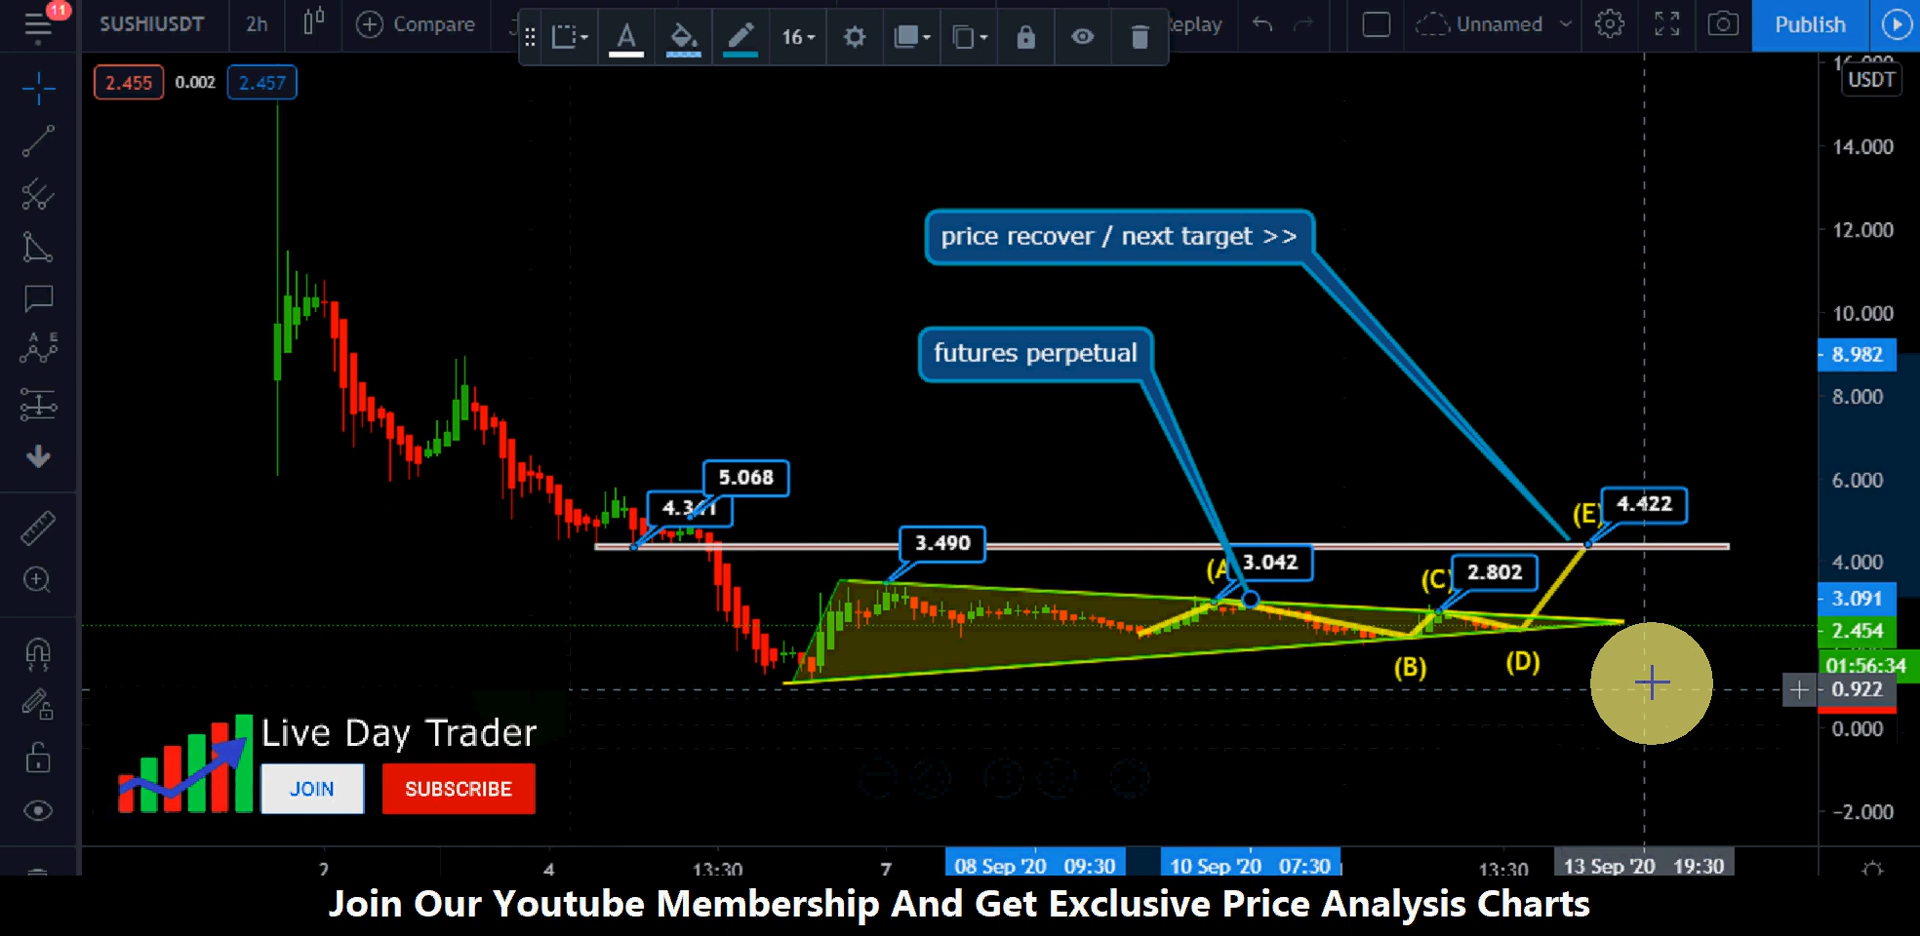 11
SUSHIUSDT 2h Compare 16 Replay Unnamed Publish
2.455 0.002 2.457
USDT
14.000
12.000
10.000
8.982
8.000
6.000
4.000
3.091
2.454
01:56:34
0.922
0.000
-2.000
price recover / next target >>
futures perpetual
5.068
3.490
3.042
(C) 2.802
(E) 4.422
(B)
(D)
Live Day Trader
JOIN SUBSCRIBE
2 4 13:30 7 08 Sep '20 09:30 10 Sep '20 07:30 13:30 13 Sep '20 19:30
Join Our Youtube Membership And Get Exclusive Price Analysis Charts